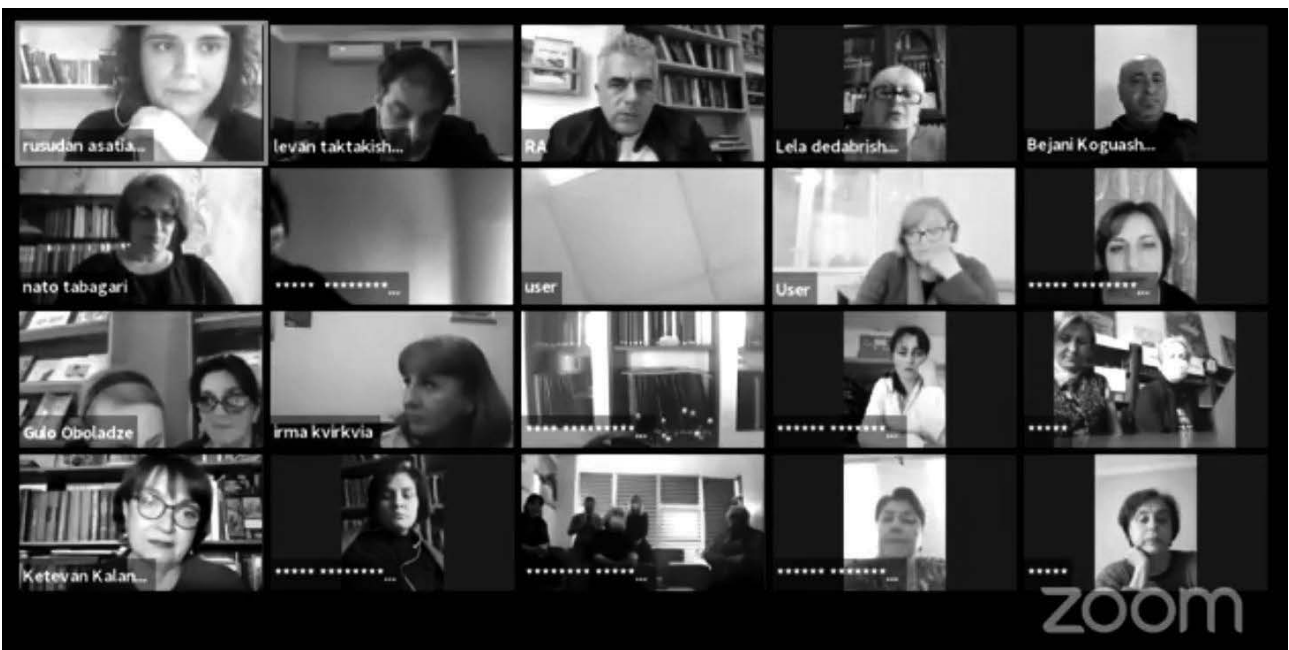 rusudan asatia...
levan taktakish...
RA
Lela dedabrish...
Bejani Koguash...
nato tabagari
***** ********...
user
User
***** ********...
Gulo Oboladze
irma kvirkvia
**** *********...
****** *******...
*****
Ketevan Kalan...
***** ********...
******** *****...
****** *******...
*****
zoom